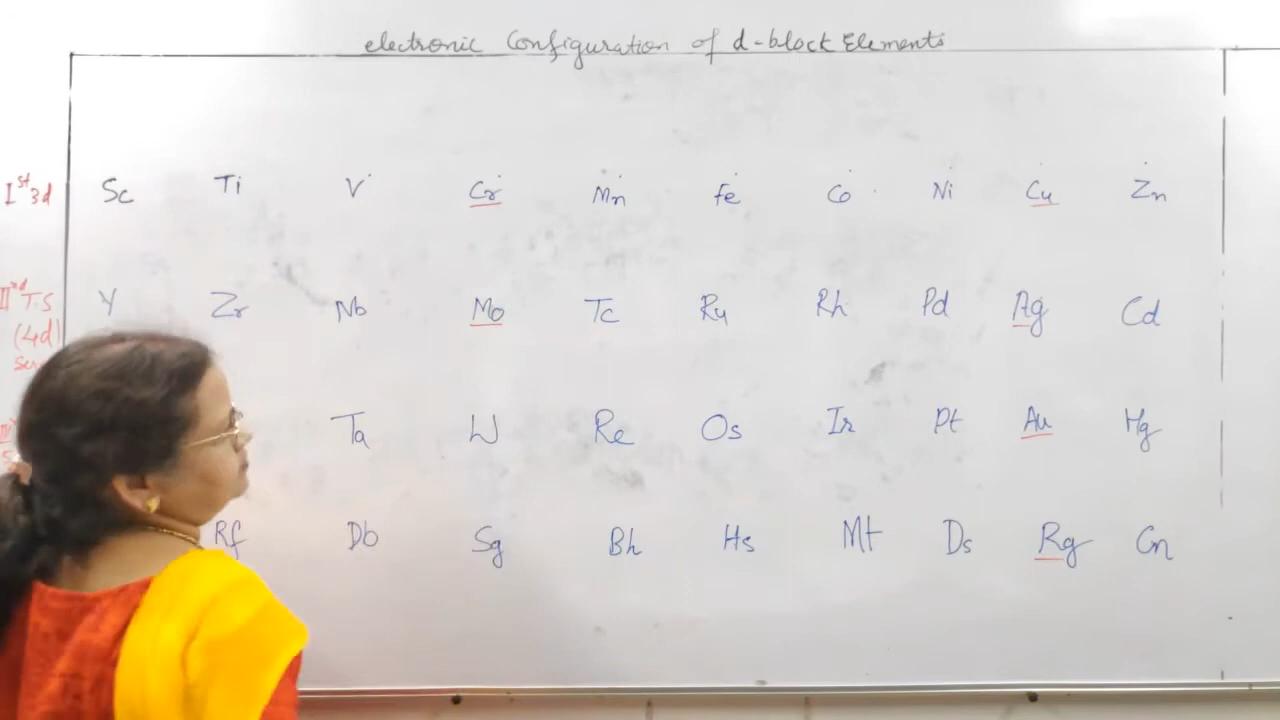 electronic Configuration of d-block Elements
Ist 3d Sc Ti V Cr Mn Fe Co Ni Cu Zn
IInd T.S Y Zr Nb Mo Tc Ru Rh Pd Ag Cd
(4d)
Ta W Re Os Ir Pt Au Hg
Rf Db Sg Bh Hs Mt Ds Rg Cn